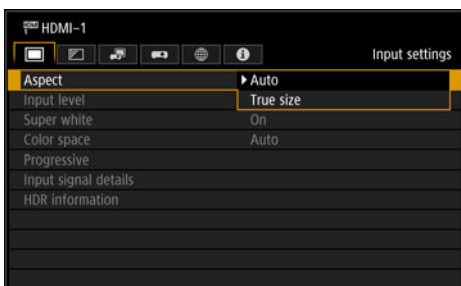 HDMI-1
Input settings
Aspect
Auto
Input level
True size
Super white
On
Color space
Auto
Progressive
Input signal details
HDR information